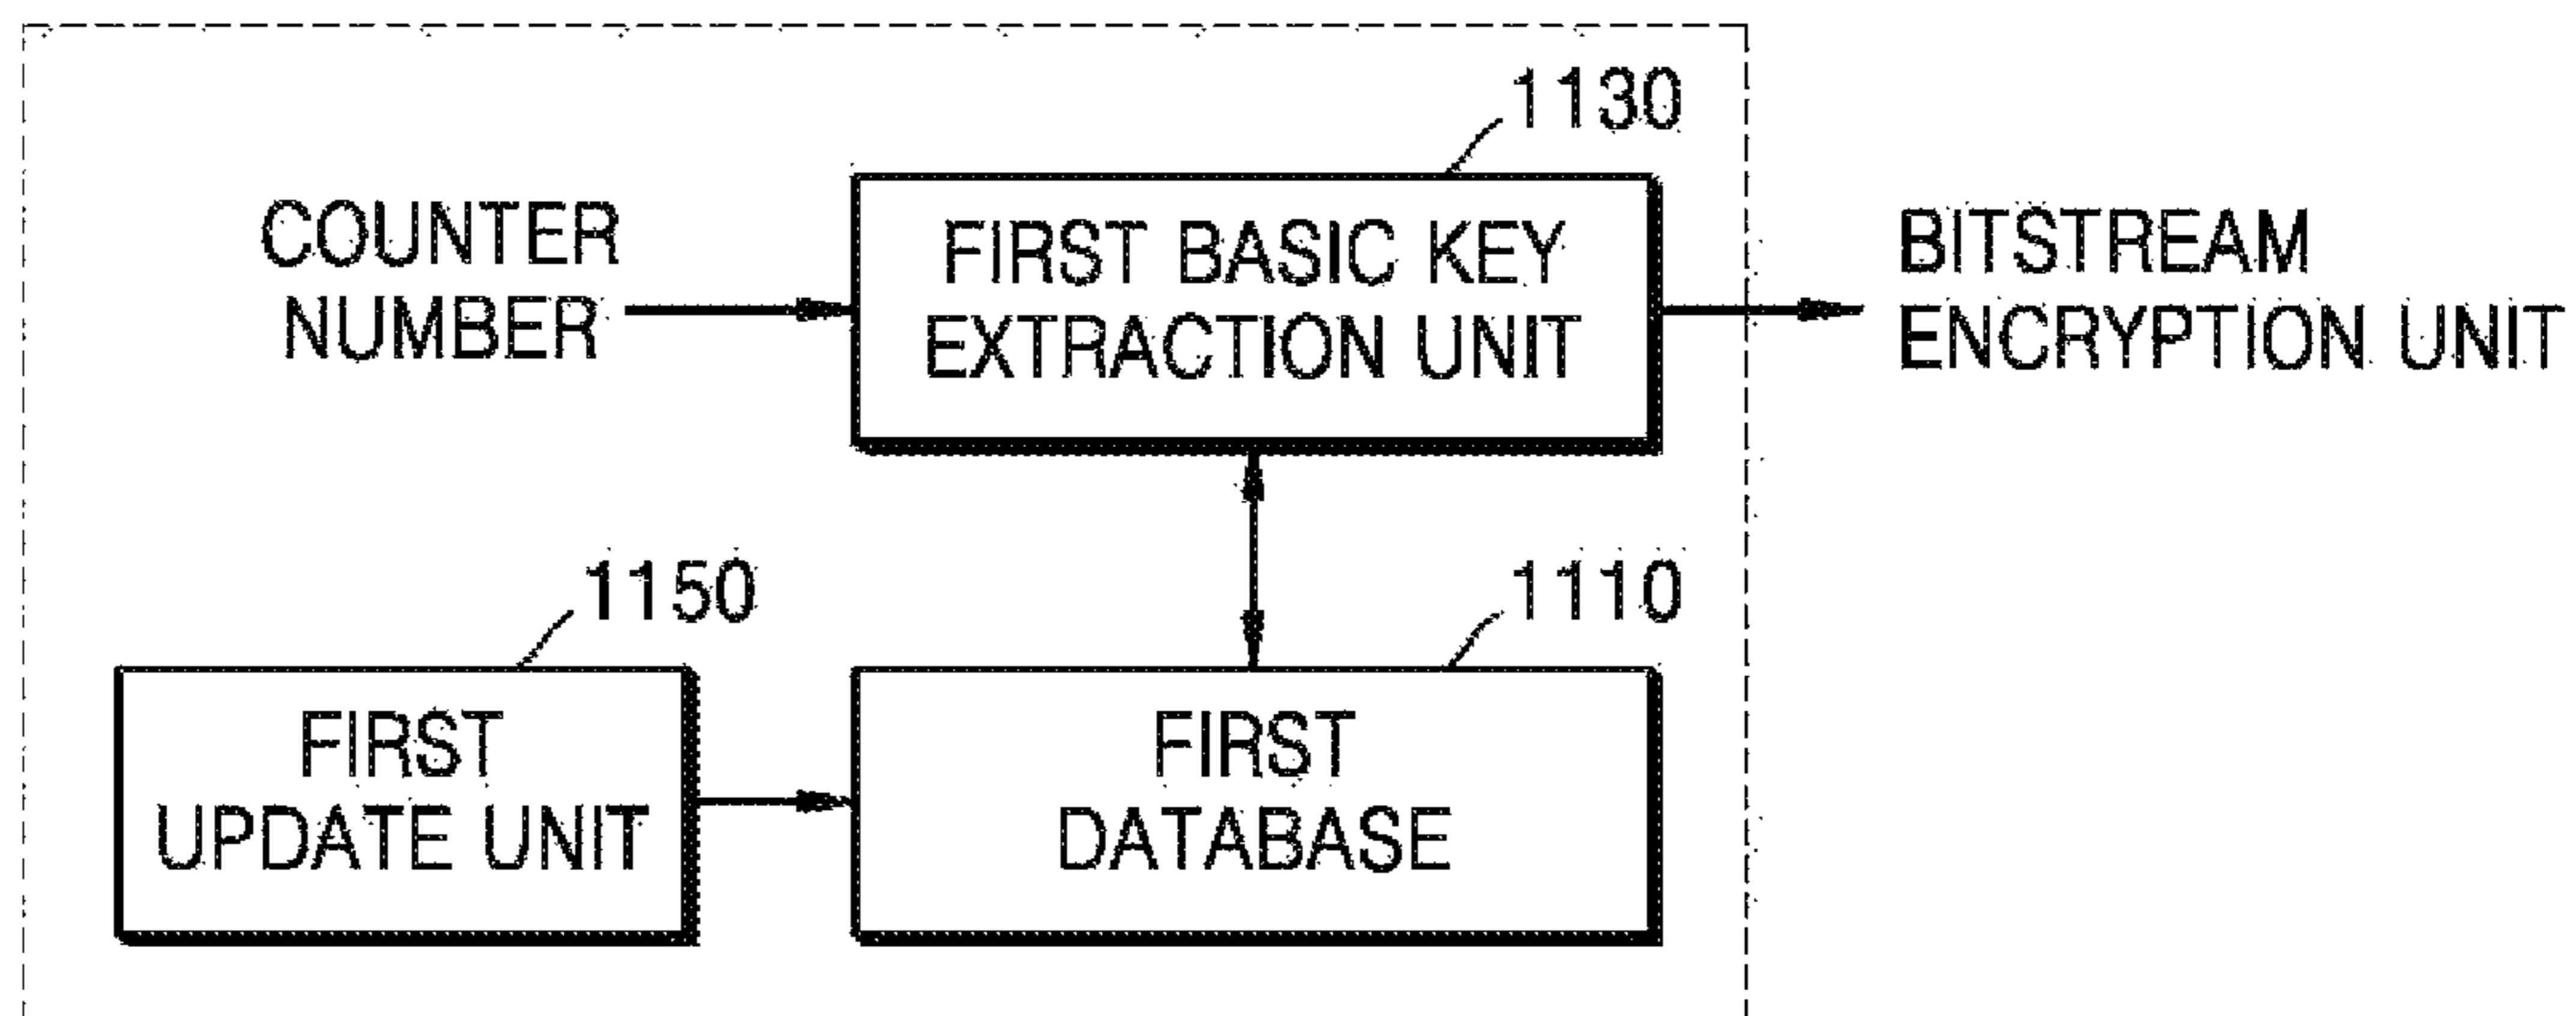 1130
COUNTER
NUMBER
FIRST BASIC KEY
EXTRACTION UNIT
BITSTREAM
ENCRYPTION UNIT
1150
1110
FIRST
UPDATE UNIT
FIRST
DATABASE